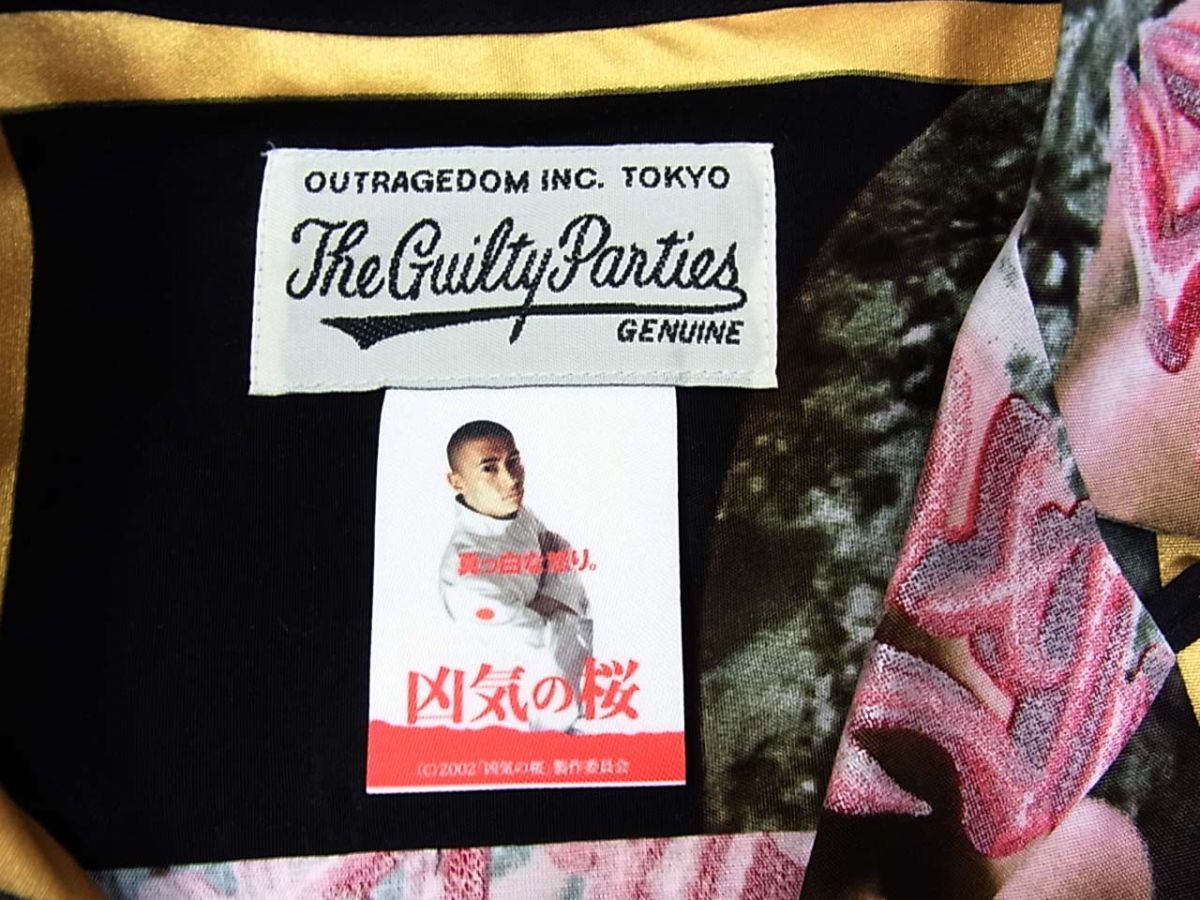 OUTRAGEDOM INC. TOKYO
The Guilty Parties
GENUINE
真っ白な怒り。
凶気の桜
(C)2002「凶気の桜」製作委員会